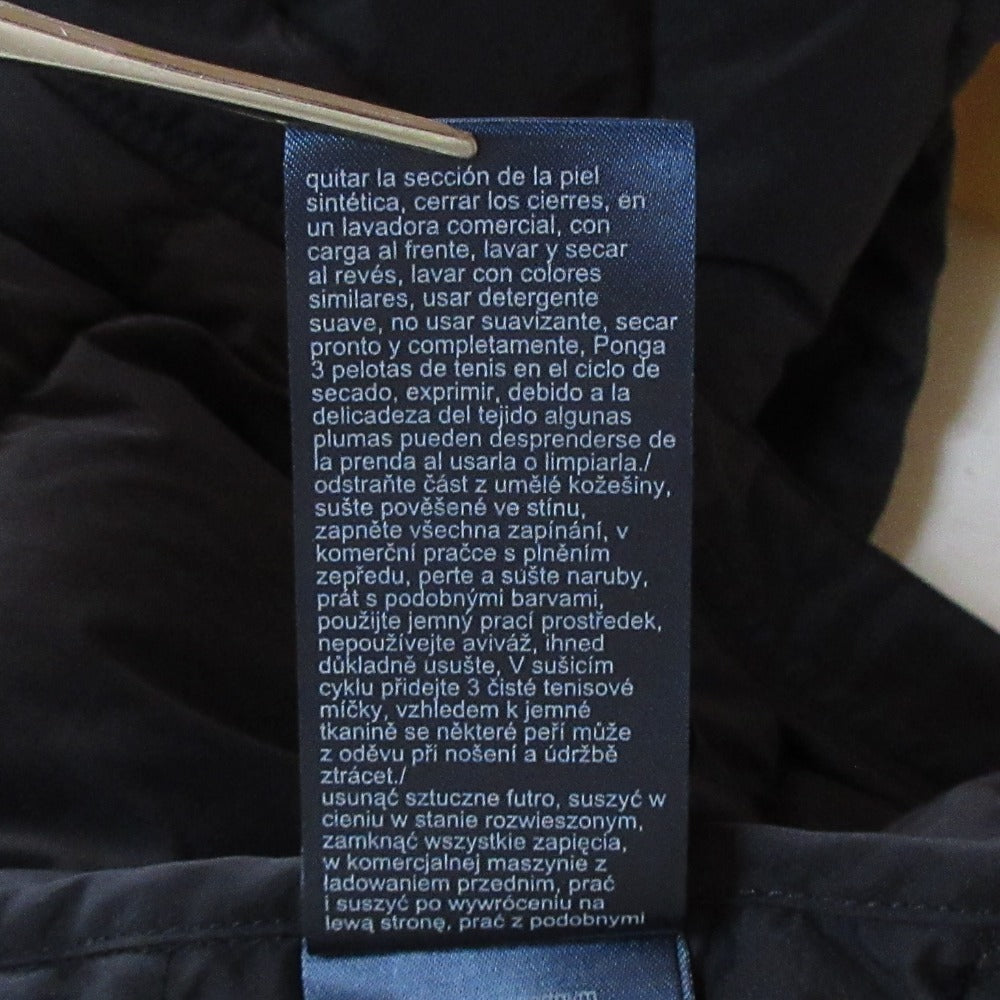 quitar la sección de la piel
sintética, cerrar los cierres, en
un lavadora comercial, con
carga al frente, lavar y secar
al revés, lavar con colores
similares, usar detergente
suave, no usar suavizante, secar
pronto y completamente, Ponga
3 pelotas de tenis en el ciclo de
secado, exprimir, debido a la
delicadeza del tejido algunas
plumas pueden desprenderse de
la prenda al usarla o limpiarla./
odstraňte část z umělé kožešiny,
sušte pověšené ve stínu,
zapněte všechna zapínání, v
komerční pračce s plněním
zepředu, perte a sušte naruby,
prát s podobnými barvami,
použijte jemný prací prostředek,
nepoužívejte aviváž, ihned
důkladně usušte, V sušicím
cyklu přidejte 3 čisté tenisové
míčky, vzhledem k jemné
tkanině se některé peří může
z oděvu při nošení a údržbě
ztrácet./
usunąć sztuczne futro, suszyć w
cieniu w stanie rozwieszonym,
zamknąć wszystkie zapięcia,
w komercjalnej maszynie z
ładowaniem przednim, prać
i suszyć po wywróceniu na
lewą stronę, prać z podobnymi